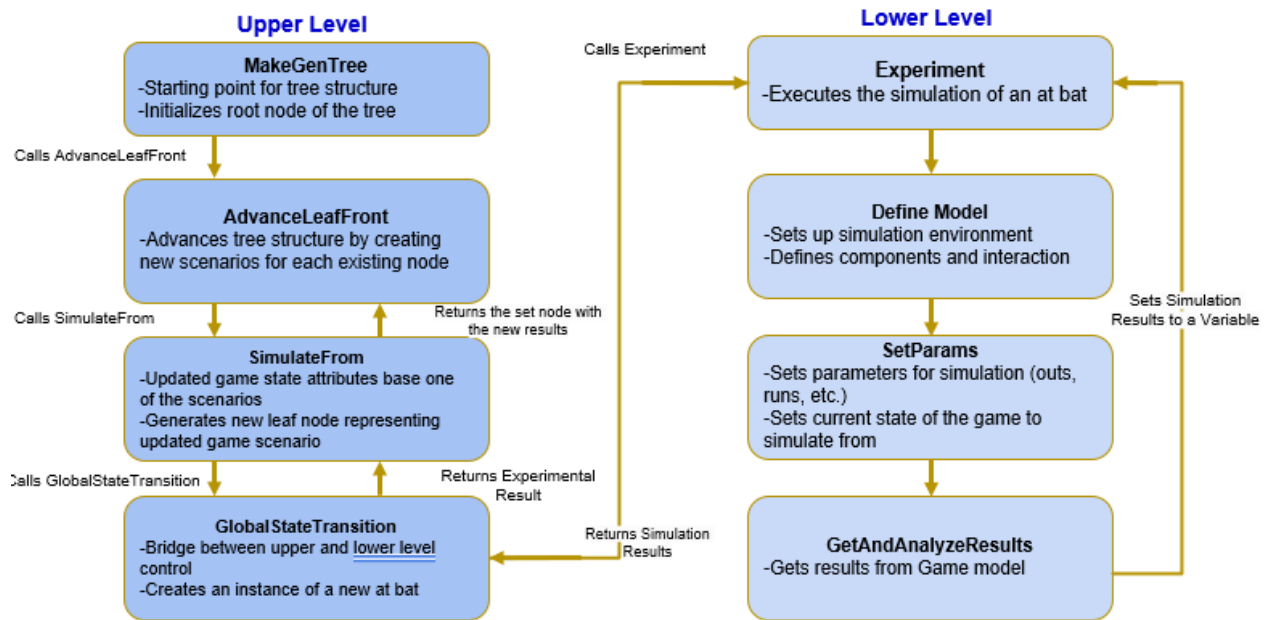 Upper Level
MakeGenTree
-Starting point for tree structure
-Initializes root node of the tree
Calls AdvanceLeafFront
AdvanceLeafFront
-Advances tree structure by creating
new scenarios for each existing node
Calls SimulateFrom
Returns the set node with
the new results
SimulateFrom
-Updated game state attributes base one
of the scenarios
-Generates new leaf node representing
updated game scenario
Calls GlobalStateTransition
Returns Experimental
Result
GlobalStateTransition
-Bridge between upper and lower level
control
-Creates an instance of a new at bat
Calls Experiment
Returns Simulation
Results
Lower Level
Experiment
-Executes the simulation of an at bat
Define Model
-Sets up simulation environment
-Defines components and interaction
SetParams
-Sets parameters for simulation (outs,
runs, etc.)
-Sets current state of the game to
simulate from
GetAndAnalyzeResults
-Gets results from Game model
Sets Simulation
Results to a Variable